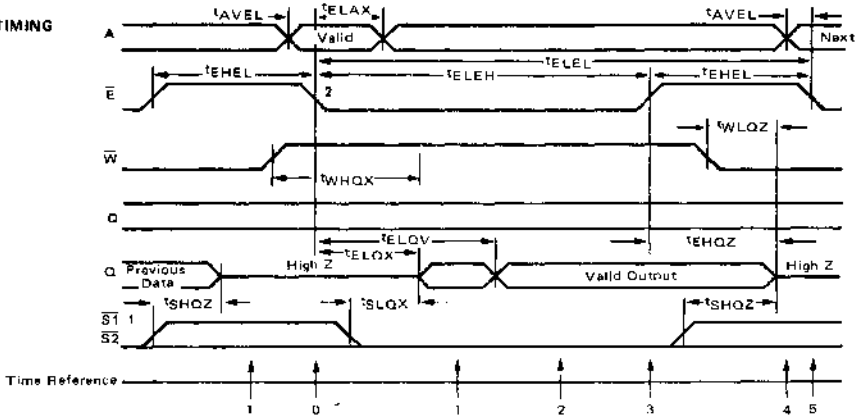 TIMING
tAVEL
tELAX
tAVEL
A
Valid
Next
tELEL
tEHEL
tELEH
tEHEL
E
2
tWLQZ
W
tWHQX
Q
tELQV
tEHQZ
tELQX
Q
Previous
Data
High Z
Valid Output
High Z
tSHQZ
tSLQX
tSHQZ
S1 1
S2
Time Reference
1 0 1 2 3 4 5